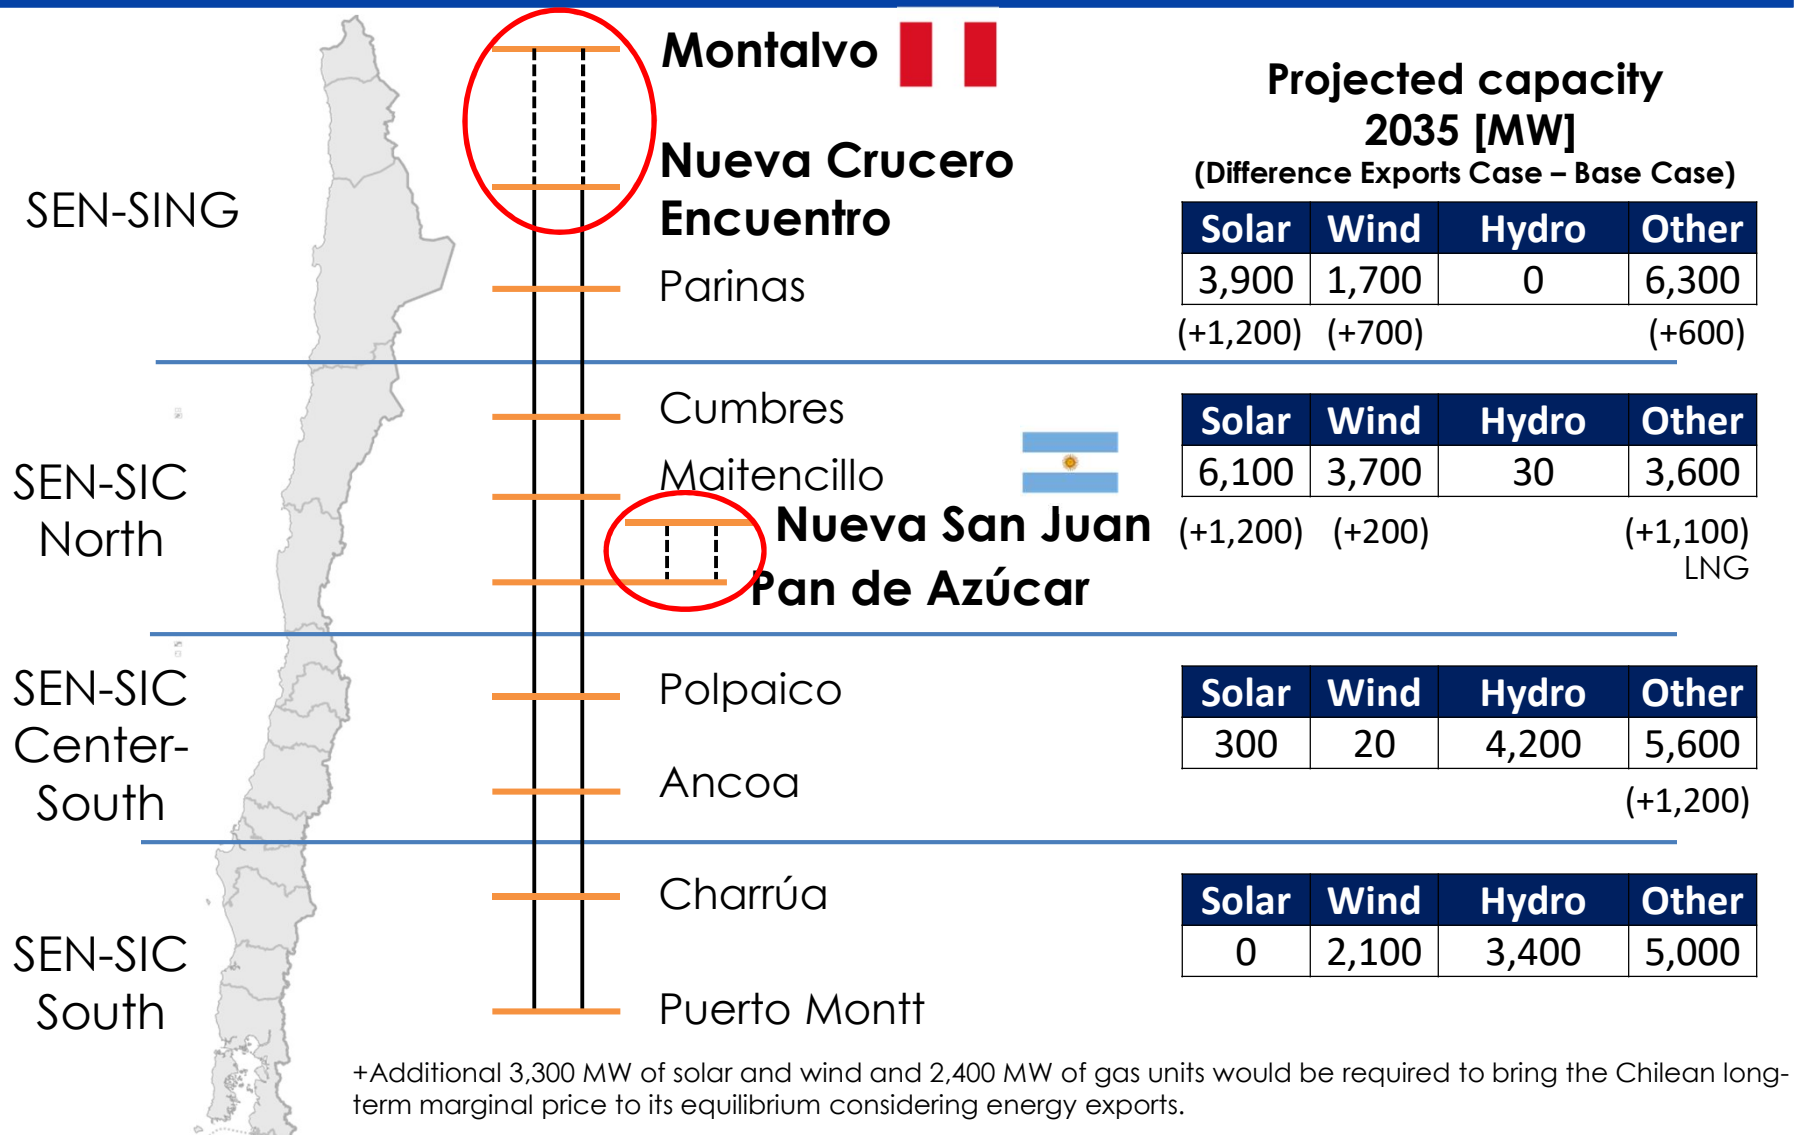 Montalvo
Nueva Crucero
Encuentro
Parinas
SEN-SING
Projected capacity
2035 [MW]
(Difference Exports Case – Base Case)
Solar Wind Hydro Other
3,900 1,700 0 6,300
(+1,200) (+700) (+600)
SEN-SIC
North
Cumbres
Maitencillo
Nueva San Juan
Pan de Azúcar
Solar Wind Hydro Other
6,100 3,700 30 3,600
(+1,200) (+200) (+1,100)
LNG
SEN-SIC
Center-
South
Polpaico
Ancoa
Solar Wind Hydro Other
300 20 4,200 5,600
(+1,200)
SEN-SIC
South
Charrúa
Puerto Montt
Solar Wind Hydro Other
0 2,100 3,400 5,000
+Additional 3,300 MW of solar and wind and 2,400 MW of gas units would be required to bring the Chilean long-
term marginal price to its equilibrium considering energy exports.